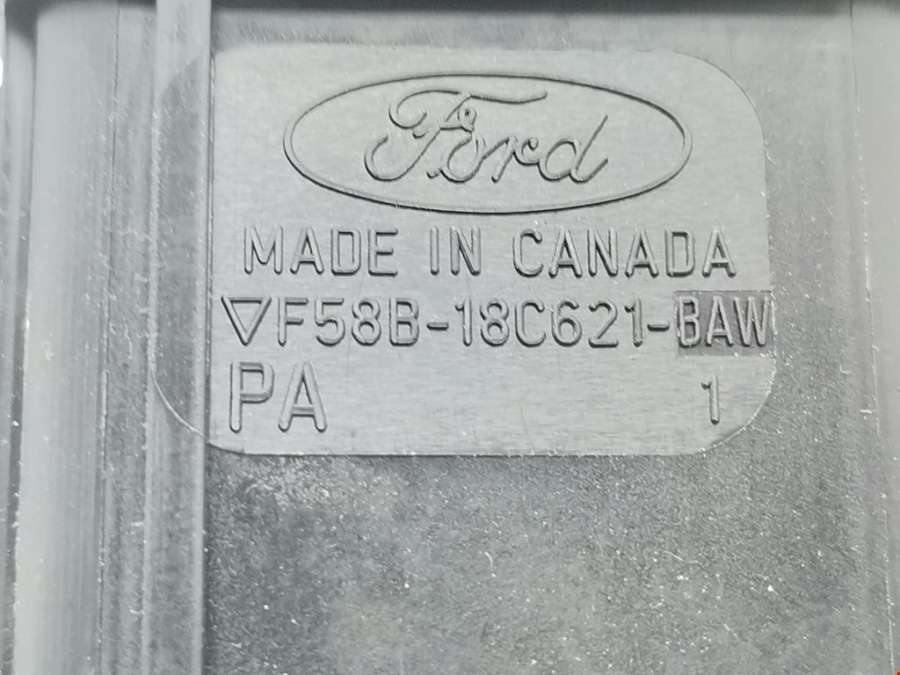 Ford
MADE IN CANADA
▽F58B-18C621-BAW
PA 1